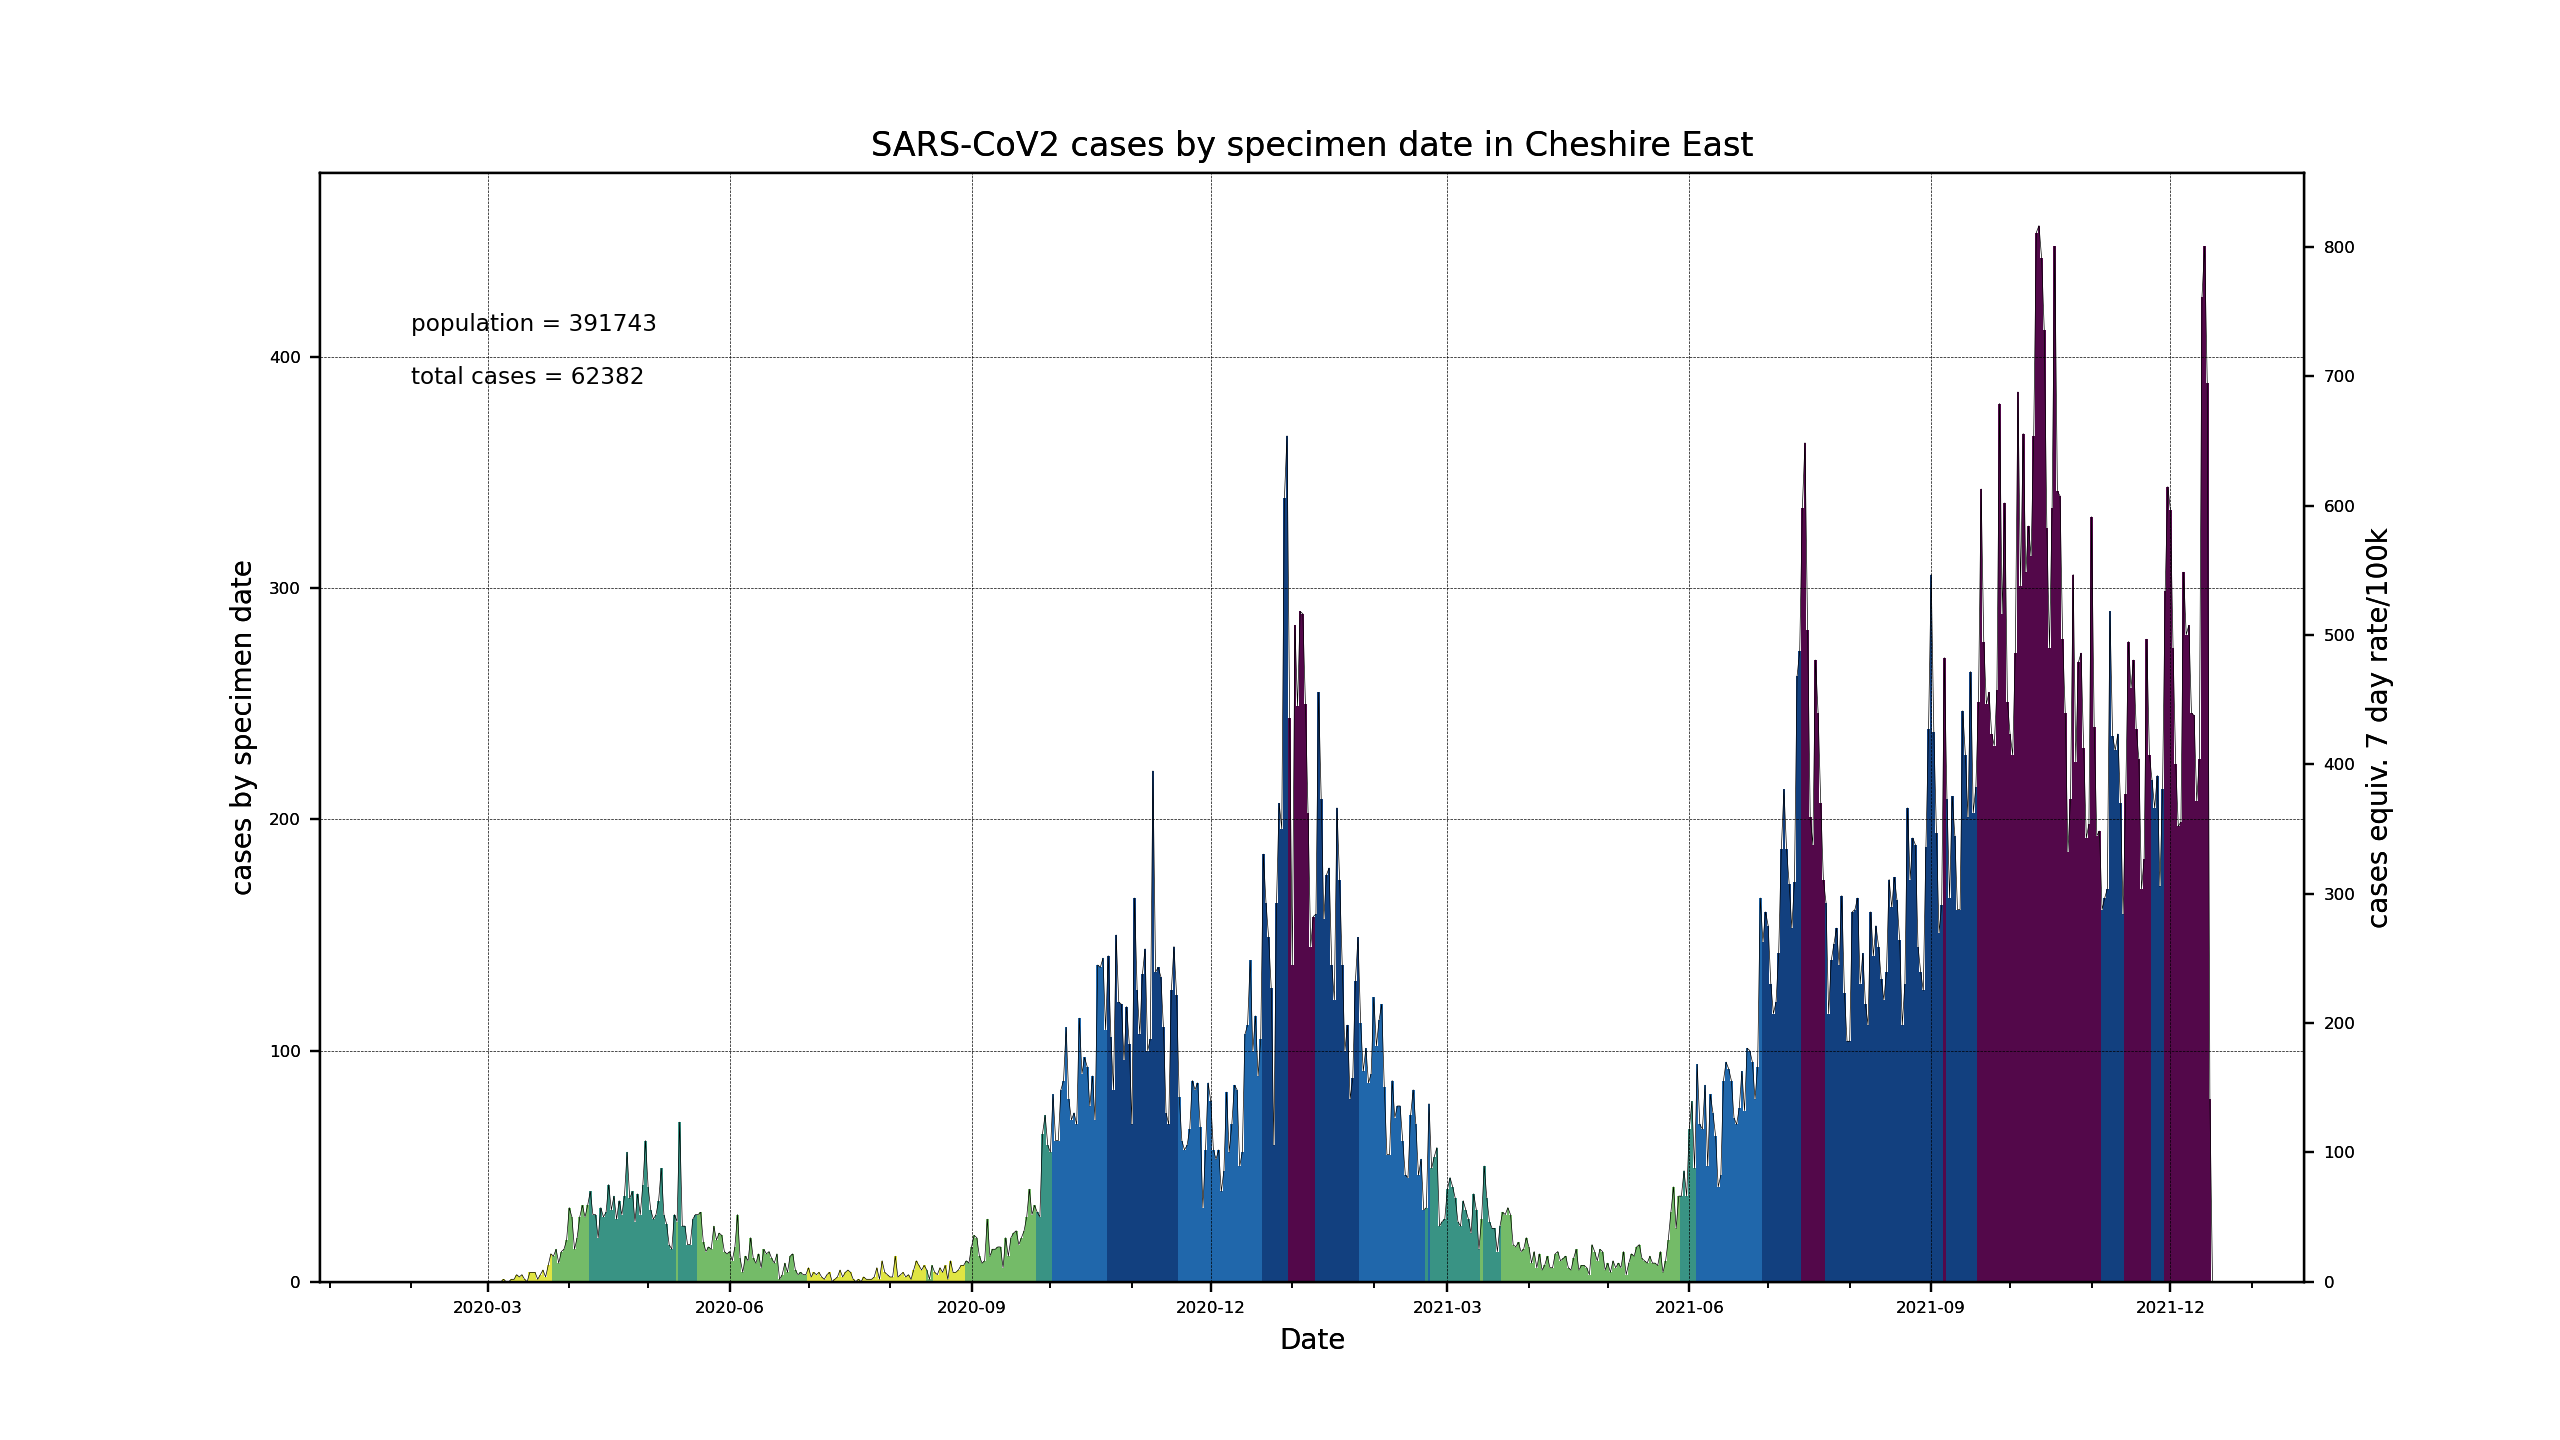 SARS-CoV2 cases by specimen date in Cheshire East
population = 391743
total cases = 62382
cases by specimen date
400
300
200
100
0
800
700
600
500
400
300
200
100
0
cases equiv. 7 day rate/100k
2020-03 2020-06 2020-09 2020-12 2021-03 2021-06 2021-09 2021-12
Date